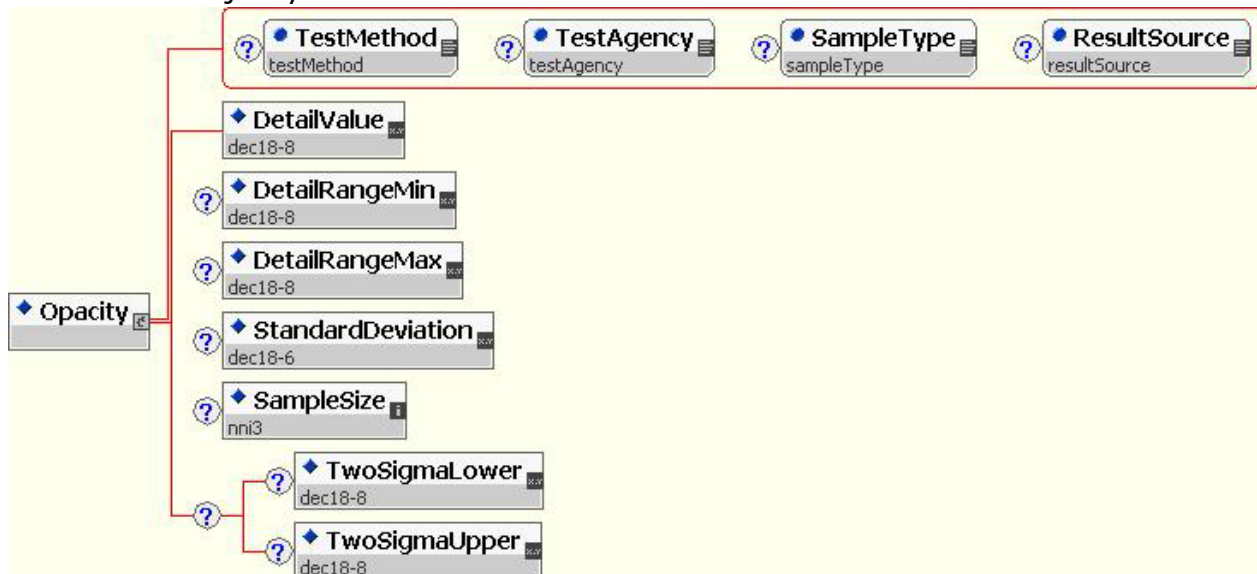 ? TestMethod ? TestAgency ? SampleType ? ResultSource
testMethod testAgency sampleType resultSource
DetailValue x.y
dec18-8
? DetailRangeMin x.y
dec18-8
? DetailRangeMax x.y
dec18-8
Opacity
? StandardDeviation x.y
dec18-6
? SampleSize i
nni3
? TwoSigmaLower x.y
dec18-8
?
? TwoSigmaUpper x.y
dec18-8